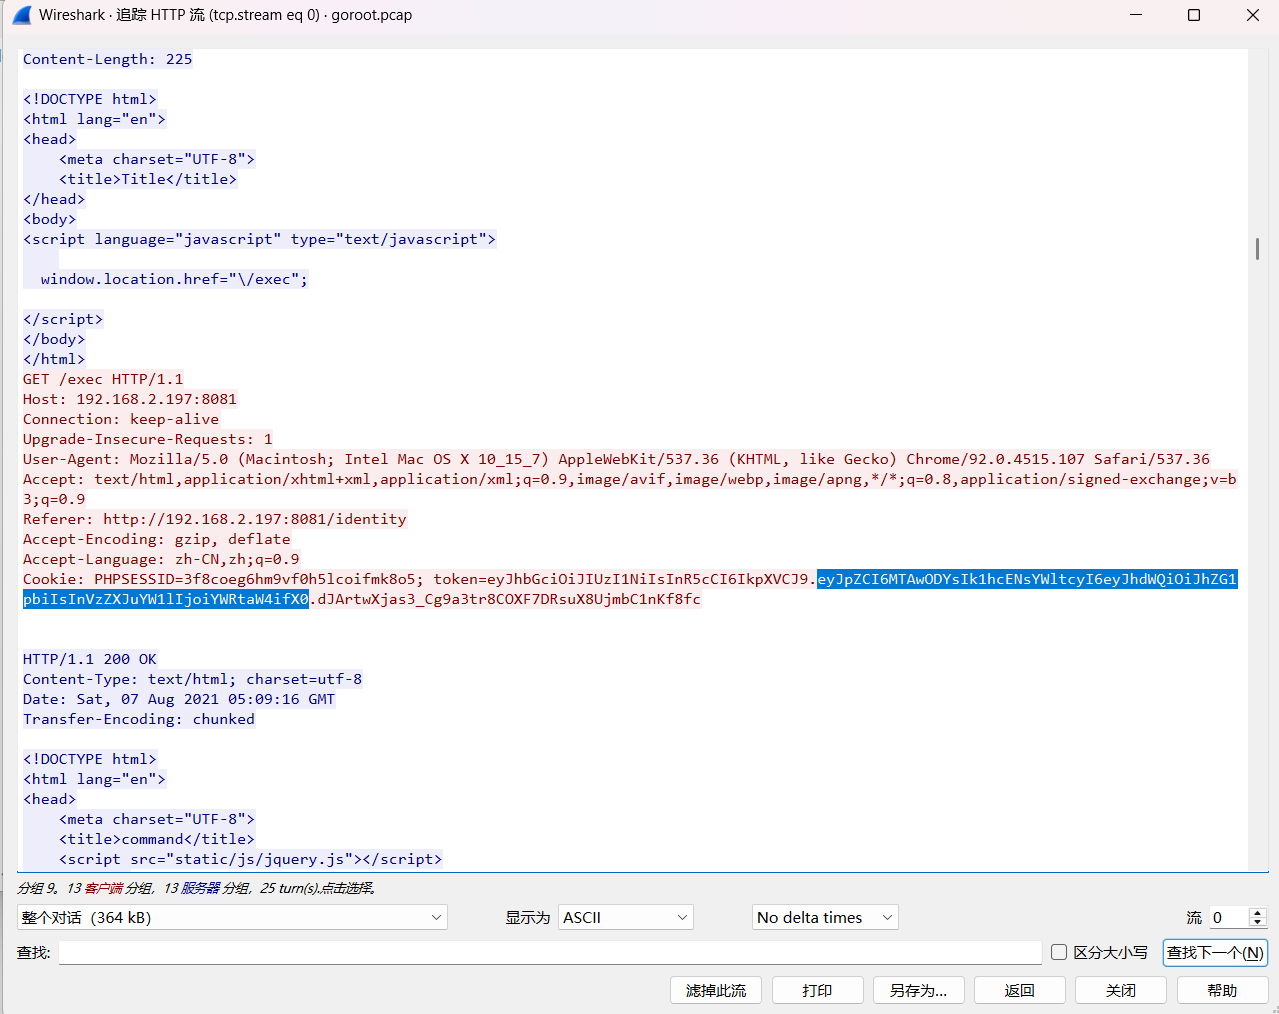 Wireshark · 追踪 HTTP 流 (tcp.stream eq 0) · goroot.pcap
Content-Length: 225
<!DOCTYPE html>
<html lang="en">
<head>
    <meta charset="UTF-8">
    <title>Title</title>
</head>
<body>
<script language="javascript" type="text/javascript">
  window.location.href="\/exec";
</script>
</body>
</html>
GET /exec HTTP/1.1
Host: 192.168.2.197:8081
Connection: keep-alive
Upgrade-Insecure-Requests: 1
User-Agent: Mozilla/5.0 (Macintosh; Intel Mac OS X 10_15_7) AppleWebKit/537.36 (KHTML, like Gecko) Chrome/92.0.4515.107 Safari/537.36
Accept: text/html,application/xhtml+xml,application/xml;q=0.9,image/avif,image/webp,image/apng,*/*;q=0.8,application/signed-exchange;v=b
3;q=0.9
Referer: http://192.168.2.197:8081/identity
Accept-Encoding: gzip, deflate
Accept-Language: zh-CN,zh;q=0.9
Cookie: PHPSESSID=3f8coeg6hm9vf0h5lcoifmk8o5; token=eyJhbGciOiJIUzI1NiIsInR5cCI6IkpXVCJ9.eyJpZCI6MTAwODYsIk1hcENsYWltcyI6eyJhdWQiOiJhZG1
pbiIsInVzZXJuYW1lIjoiYWRtaW4ifX0.dJArtwXjas3_Cg9a3tr8COXF7DRsuX8UjmbC1nKf8fc
HTTP/1.1 200 OK
Content-Type: text/html; charset=utf-8
Date: Sat, 07 Aug 2021 05:09:16 GMT
Transfer-Encoding: chunked
<!DOCTYPE html>
<html lang="en">
<head>
    <meta charset="UTF-8">
    <title>command</title>
    <script src="static/js/jquery.js"></script>
分组 9。13 客户端 分组，13 服务器 分组，25 turn(s).点击选择。
整个对话（364 kB） 显示为 ASCII No delta times 流 0
查找: 区分大小写 查找下一个(N)
滤掉此流 打印 另存为… 返回 关闭 帮助